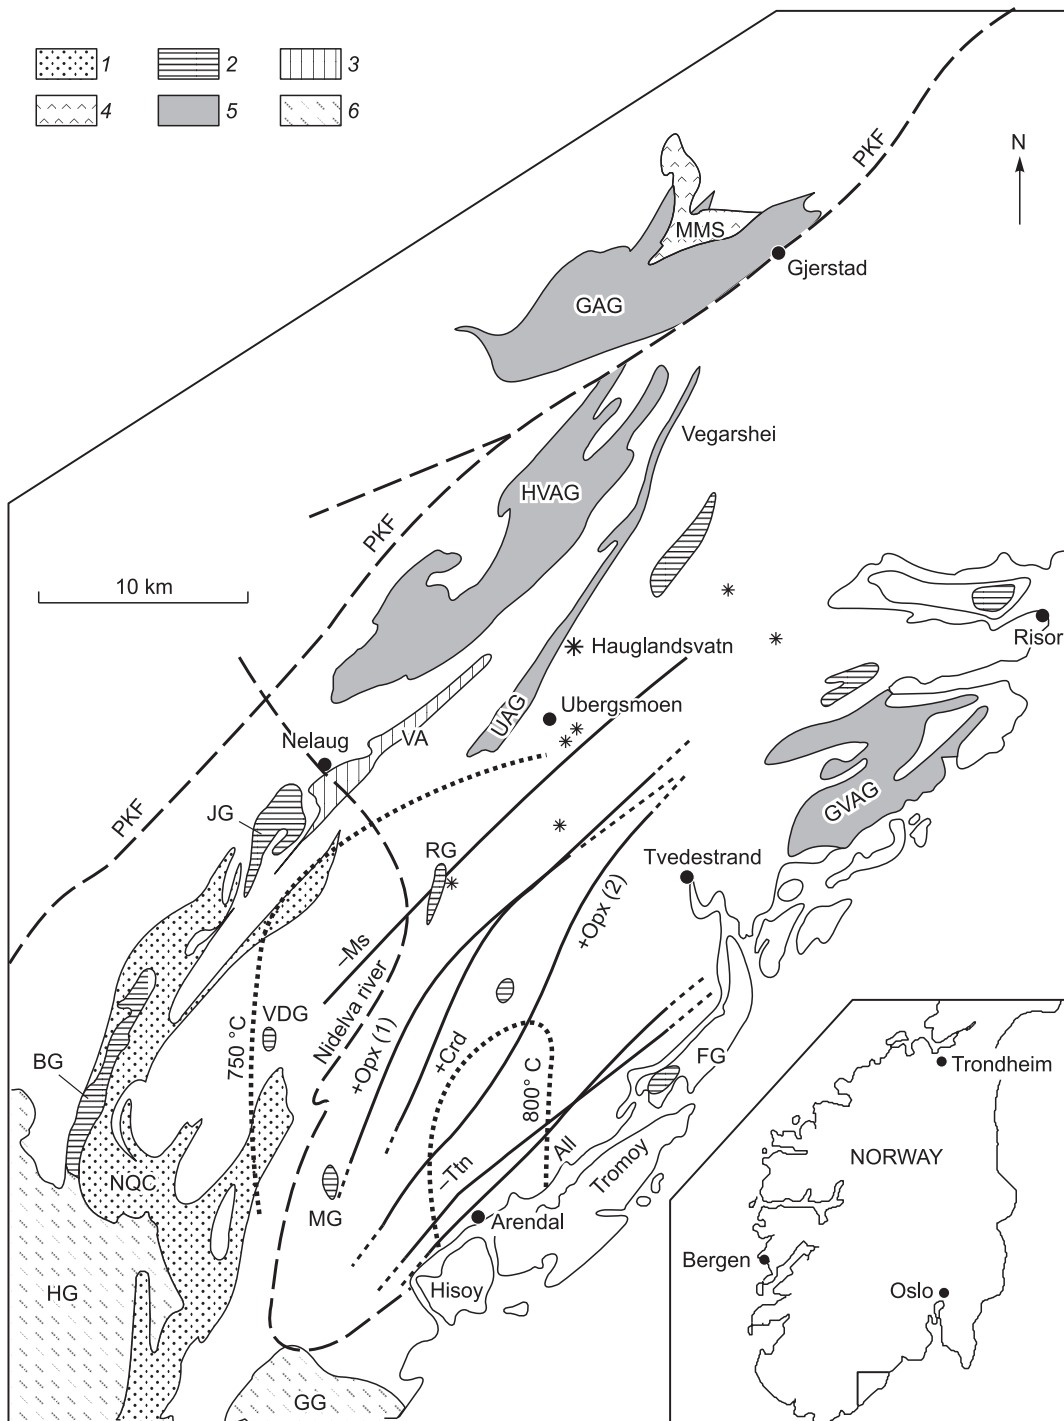 1
2
3
4
5
6
PKF
N
MMS
Gjerstad
GAG
Vegarshei
HVAG
PKF
10 km
Hauglandsvatn
Risor
UAG
Ubergsmoen
Nelaug
VA
PKF
JG
GVAG
RG
Tvedestrand
+Opx (2)
–Ms
Nidelva river
750 °C
VDG
+Opx (1)
+Crd
800° C
FG
BG
Trondheim
NORWAY
All
Tromoy
–Ttn
NQC
MG
Arendal
Bergen
HG
Hisoy
Oslo
GG